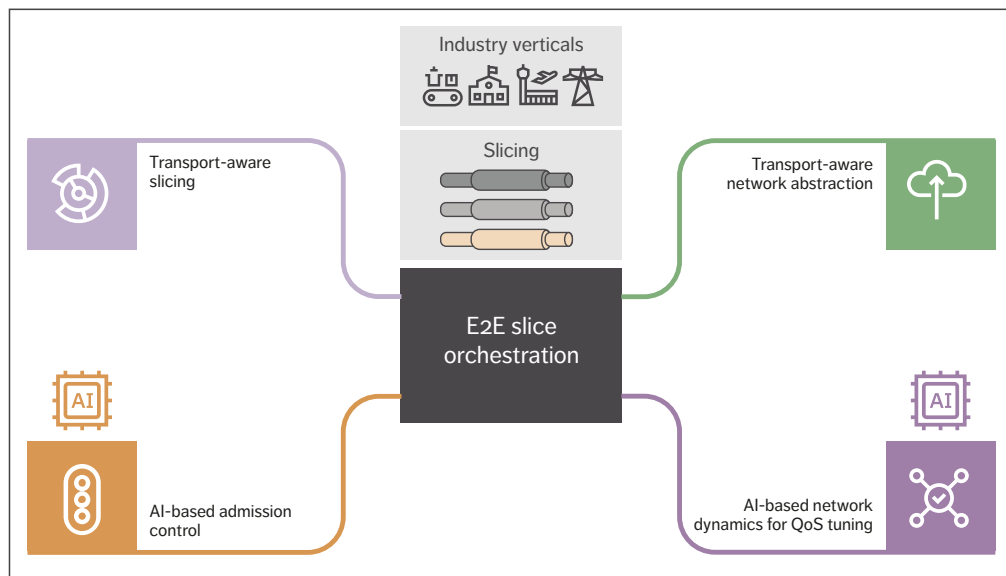 Industry verticals
Slicing
Transport-aware
slicing
Transport-aware
network abstraction
E2E slice
orchestration
AI
AI-based admission
control
AI
AI-based network
dynamics for QoS tuning